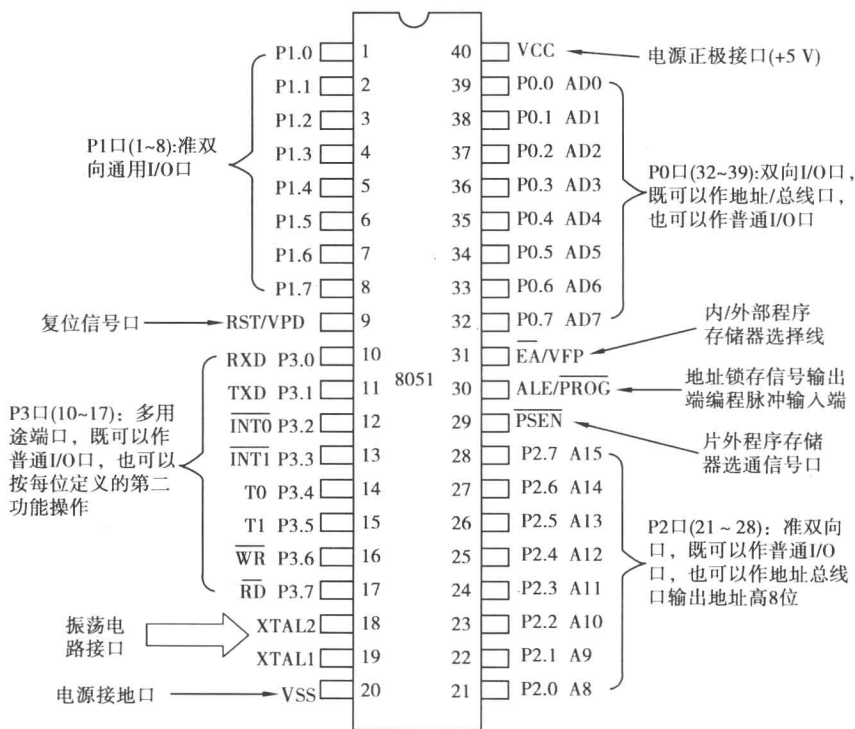 P1.0 1
P1.1 2
P1.2 3
P1.3 4
P1.4 5
P1.5 6
P1.6 7
P1.7 8
P1口(1~8):准双
向通用I/O口
复位信号口
RST/VPD 9
RXD P3.0 10
TXD P3.1 11
INT0 P3.2 12
INT1 P3.3 13
T0 P3.4 14
T1 P3.5 15
WR P3.6 16
RD P3.7 17
P3口(10~17)：多用
途端口，既可以作
普通I/O口，也可以
按每位定义的第二
功能操作
振荡电
路接口
XTAL2 18
XTAL1 19
电源接地口
VSS 20
8051
40 VCC
电源正极接口(+5 V)
39 P0.0 AD0
38 P0.1 AD1
37 P0.2 AD2
36 P0.3 AD3
35 P0.4 AD4
34 P0.5 AD5
33 P0.6 AD6
32 P0.7 AD7
P0口(32~39):双向I/O口，
既可以作地址/总线口，
也可以作普通I/O口
31 EA/VFP
内/外部程序
存储器选择线
30 ALE/PROG
地址锁存信号输出
端编程脉冲输入端
29 PSEN
片外程序存储
器选通信号口
28 P2.7 A15
27 P2.6 A14
26 P2.5 A13
25 P2.4 A12
24 P2.3 A11
23 P2.2 A10
22 P2.1 A9
21 P2.0 A8
P2口(21～28)：准双向
口，既可以作普通I/O
口，也可以作地址总线
口输出地址高8位